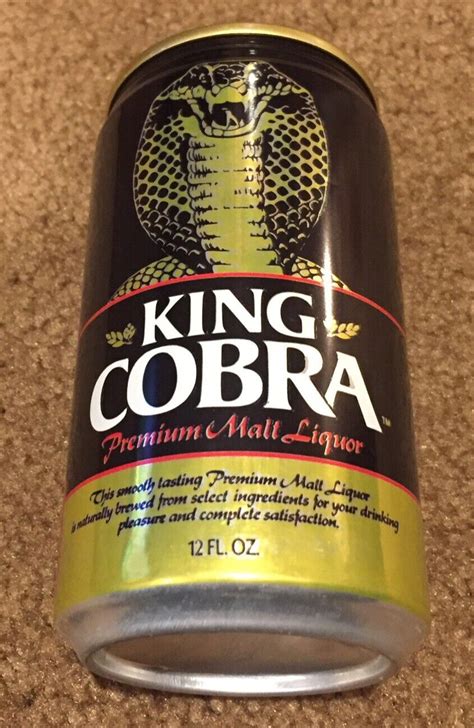 KING
COBRA™
Premium Malt Liquor
This smooth tasting Premium Malt Liquor
is naturally brewed from select ingredients for your drinking
pleasure and complete satisfaction.
12 FL. OZ.